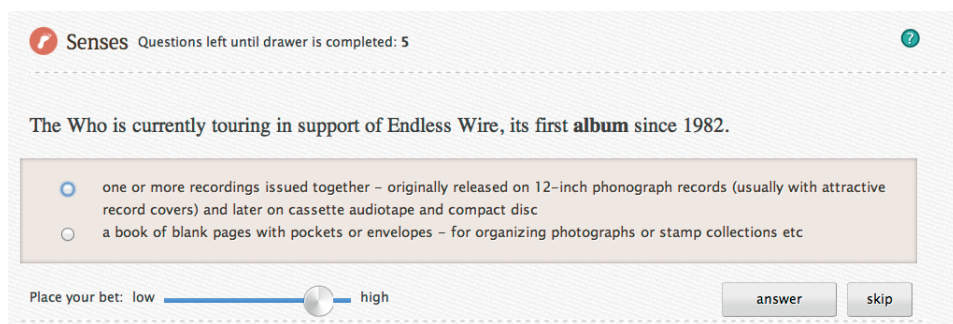 Senses Questions left until drawer is completed: 5 ?
The Who is currently touring in support of Endless Wire, its first album since 1982.
one or more recordings issued together – originally released on 12-inch phonograph records (usually with attractive
record covers) and later on cassette audiotape and compact disc
a book of blank pages with pockets or envelopes – for organizing photographs or stamp collections etc
Place your bet: low high answer skip